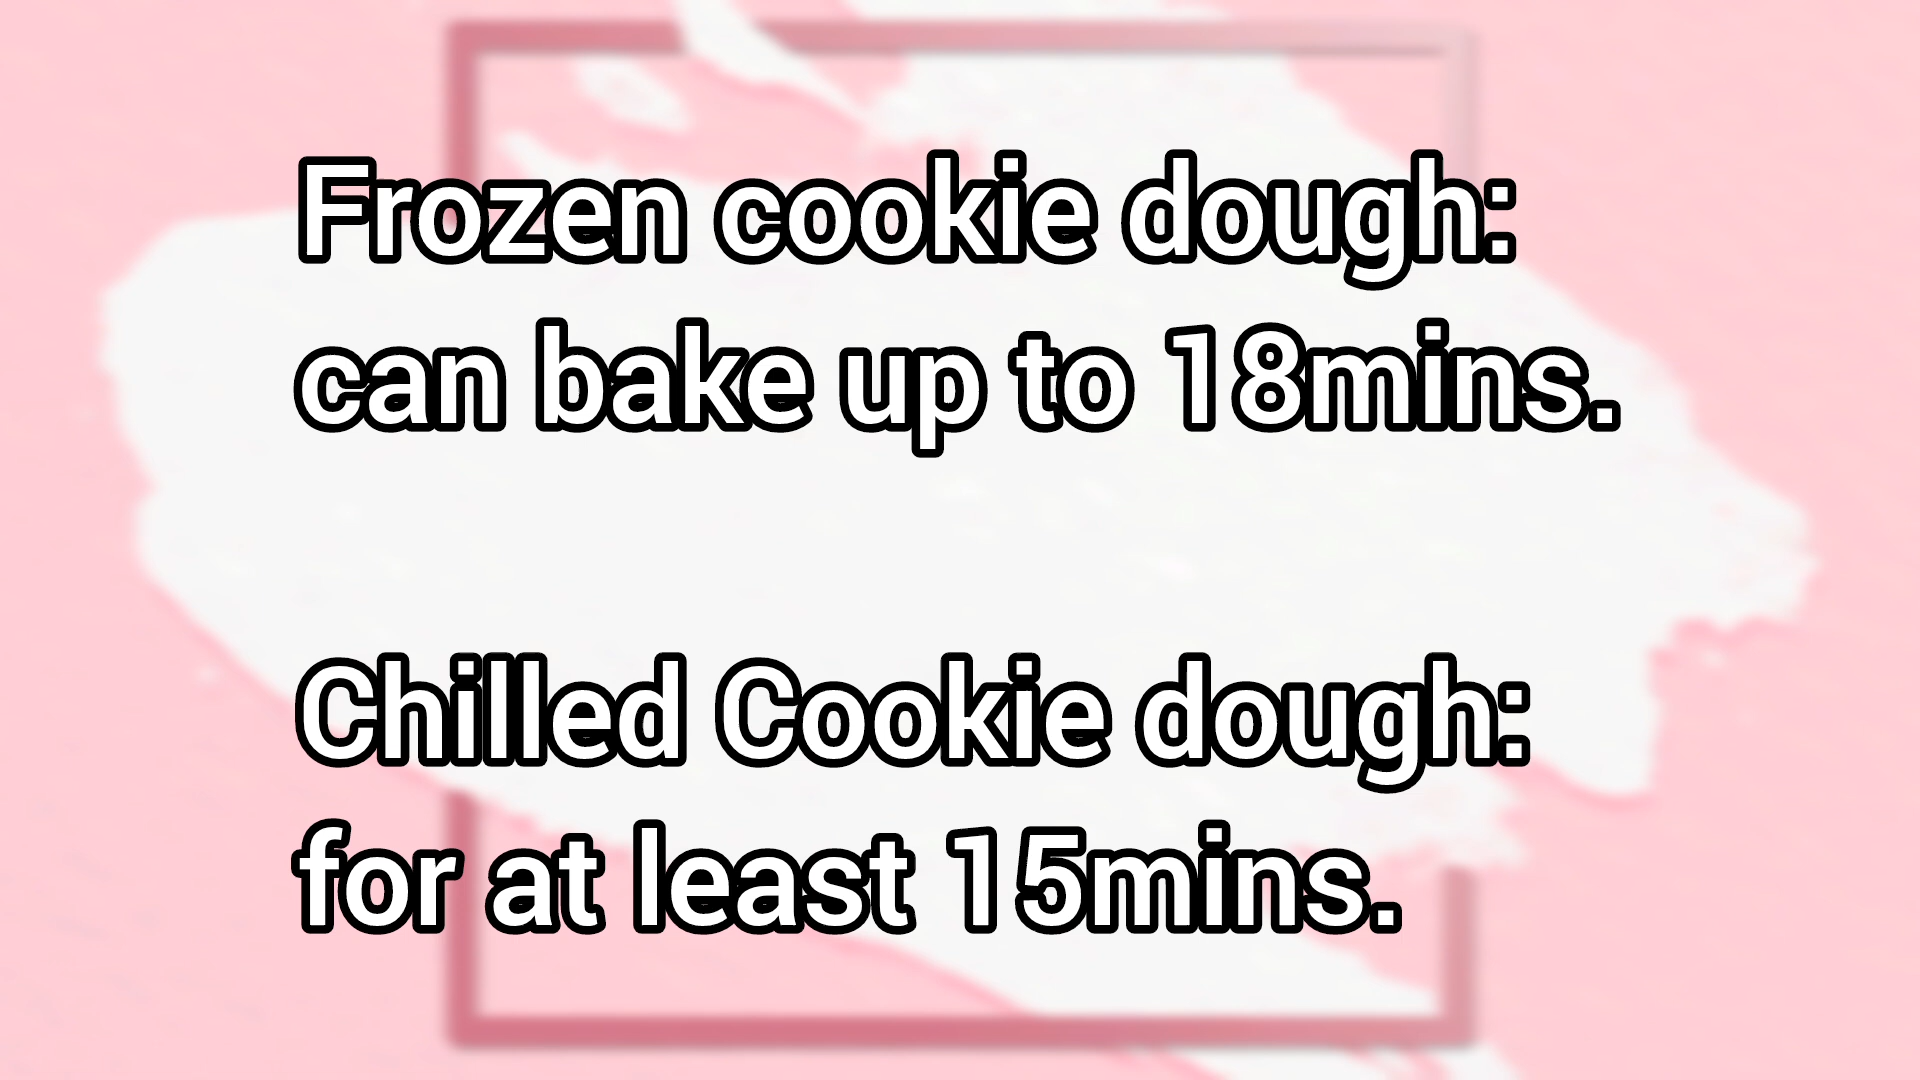 Frozen cookie dough:
can bake up to 18mins.
Chilled Cookie dough:
for at least 15mins.